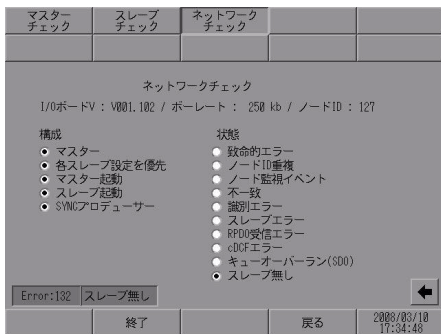 マスター
チェック
スレーブ
チェック
ネットワーク
チェック
ネットワークチェック
I/OボードV : V001.102 / ボーレート : 250 kb / ノードID : 127
構成
マスター
各スレーブ設定を優先
マスター起動
スレーブ起動
SYNCプロデューサー
状態
致命的エラー
ノードID重複
ノード監視イベント
不一致
識別エラー
スレーブエラー
RPDO受信エラー
cDCFエラー
キューオーバーラン(SDO)
スレーブ無し
Error:132 スレーブ無し
終了
戻る
2008/03/10
17:34:48